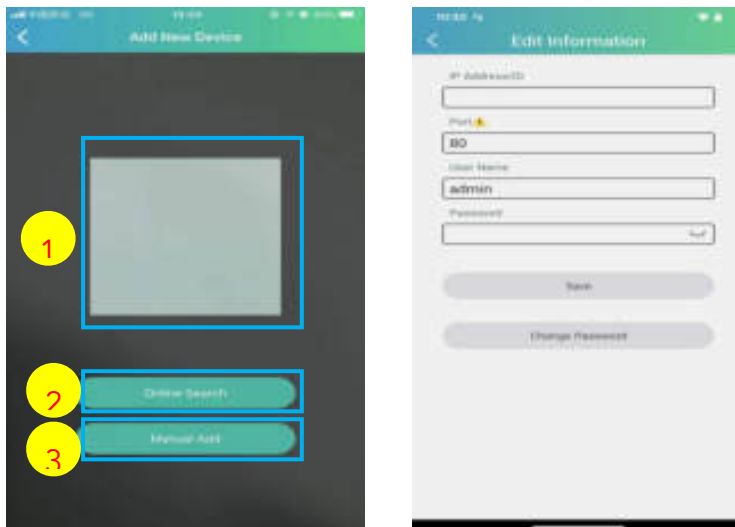 Add New Device
1
2
Online Search
3
Manual Add
Edit Information
IP Address/ID
Port
80
User Name
admin
Password
Save
Change Password